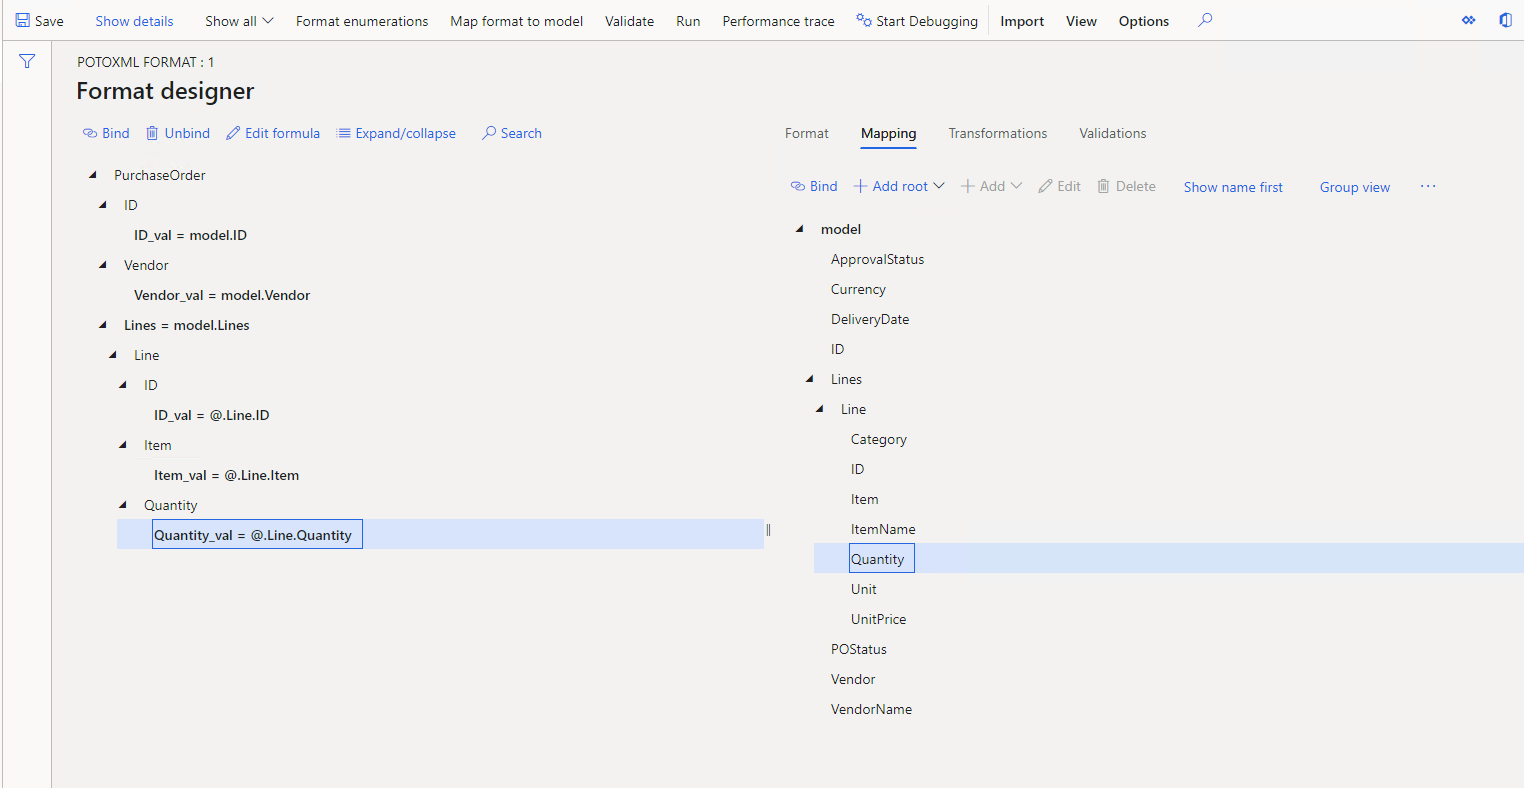 Save Show details Show all Format enumerations Map format to model Validate Run Performance trace Start Debugging Import View Options
POTOXML FORMAT : 1
Format designer
Bind Unbind Edit formula Expand/collapse Search
PurchaseOrder
ID
ID_val = model.ID
Vendor
Vendor_val = model.Vendor
Lines = model.Lines
Line
ID
ID_val = @.Line.ID
Item
Item_val = @.Line.Item
Quantity
Quantity_val = @.Line.Quantity
Format Mapping Transformations Validations
Bind Add root Add Edit Delete Show name first Group view ...
model
ApprovalStatus
Currency
DeliveryDate
ID
Lines
Line
Category
ID
Item
ItemName
Quantity
Unit
UnitPrice
POStatus
Vendor
VendorName